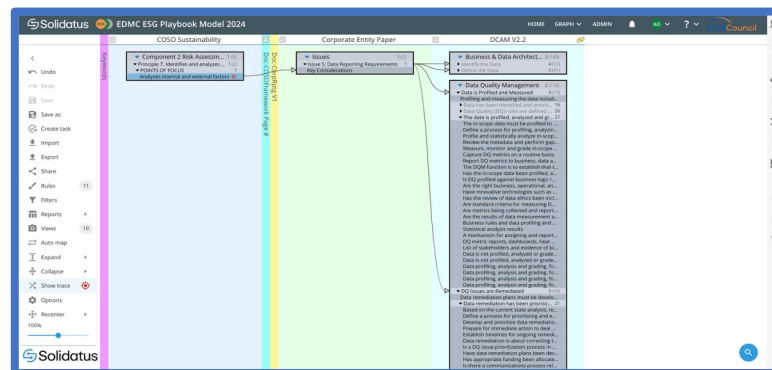 Solidatus
EDMC ESG Playbook Model 2024
HOME
GRAPH
ADMIN
AD
?
Council
COSO Sustainability
Corporate Entity Paper
DCAM V2.2
Undo
Redo
Save
Save as
Create task
Import
Export
Share
Rules 11
Filters
Reports
Views 10
Auto map
Expand
Collapse
Show trace
Options
Recenter
100%
Solidatus
Keywords
Doc-COSOFramework Page #
Doc-CorpRptg-V1
Component 2 Risk Assessm...
Principle 7. Identifies and analyzes ...
POINTS OF FOCUS
Analyzes internal and external factors
Issues
Issue 5: Data Reporting Requirements 1
Key Considerations
Business & Data Architect...
Identify the Data
Define the Data
Data Quality Management
Data is Profiled and Measured
Profiling and measuring the data includ...
Data has been identified and priorit... 16
Data Quality (DQ) rules are defined ... 26
The data is profiled, analyzed and gr... 27
The in-scope data must be profiled to ...
Define a process for profiling, analyzin...
Profile and statistically analyze in-scop...
Review the metadata and perform gap...
Measure, monitor and grade in-scope ...
Capture DQ metrics on a routine basis.
Report DQ metrics to business, data a...
The DQM function is to establish that t...
Has the in-scope data been profiled, a...
Is DQ profiled against business logic r...
Are the right business, operational, an...
Have innovative technologies such as ...
Has the review of data ethics been incl...
Are standard criteria for measuring D...
Are metrics being collected and report...
Are the results of data measurement a...
Business rules and data profiling and ...
Statistical analysis results
A mechanism for assigning and report...
DQ metric reports, dashboards, heat ...
List of stakeholders and evidence of bi...
Data is not profiled, analyzed or grade...
Data is not profiled, analyzed or grade...
Data profiling, analysis and grading, fo...
Data profiling, analysis and grading, fo...
Data profiling, analysis and grading, fo...
Data profiling, analysis and grading, fo...
DQ Issues are Remediated
Data remediation plans must be develo...
Data remediation has been prioritiz... 21
Based on the current state analysis, re...
Define a process for prioritizing and e...
Develop and prioritize data remediatio...
Prepare for immediate action to deal ...
Establish timelines for ongoing remedi...
Data remediation is about correcting t...
Is a DQ issue prioritization process in ...
Have data remediation plans been dev...
Has appropriate funding been allocate...
Is there a communications process rel...